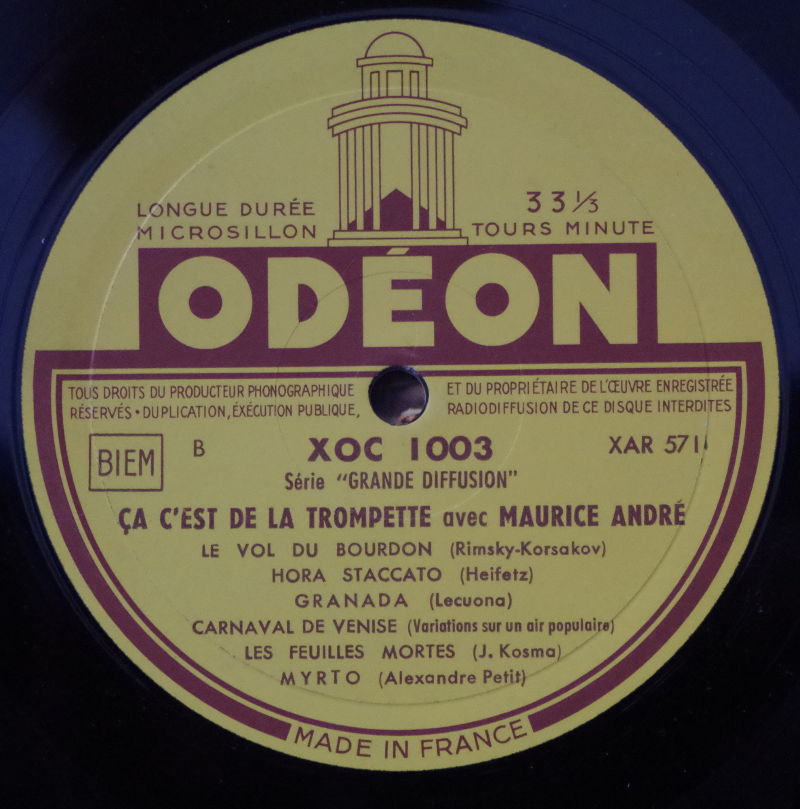 LONGUE DURÉE
MICROSILLON
33 1/3
TOURS MINUTE
ODÉON
TOUS DROITS DU PRODUCTEUR PHONOGRAPHIQUE ET DU PROPRIÉTAIRE DE L'ŒUVRE ENREGISTRÉE
RÉSERVÉS • DUPLICATION, ÉXÉCUTION PUBLIQUE, RADIODIFFUSION DE CE DISQUE INTERDITES
BIEM B XOC 1003 XAR 571
Série "GRANDE DIFFUSION"
ÇA C'EST DE LA TROMPETTE avec MAURICE ANDRÉ
LE VOL DU BOURDON (Rimsky-Korsakov)
HORA STACCATO (Heifetz)
GRANADA (Lecuona)
CARNAVAL DE VENISE (Variations sur un air populaire)
LES FEUILLES MORTES (J. Kosma)
MYRTO (Alexandre Petit)
MADE IN FRANCE